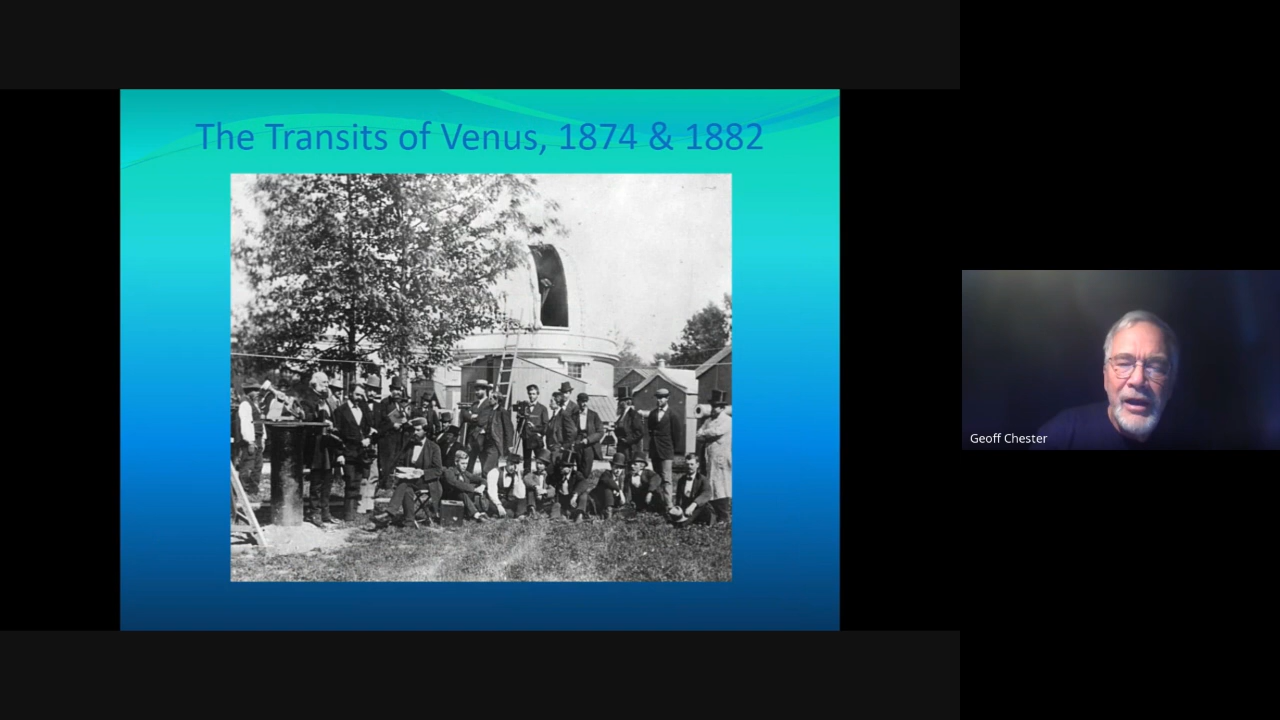 The Transits of Venus, 1874 & 1882
Geoff Chester